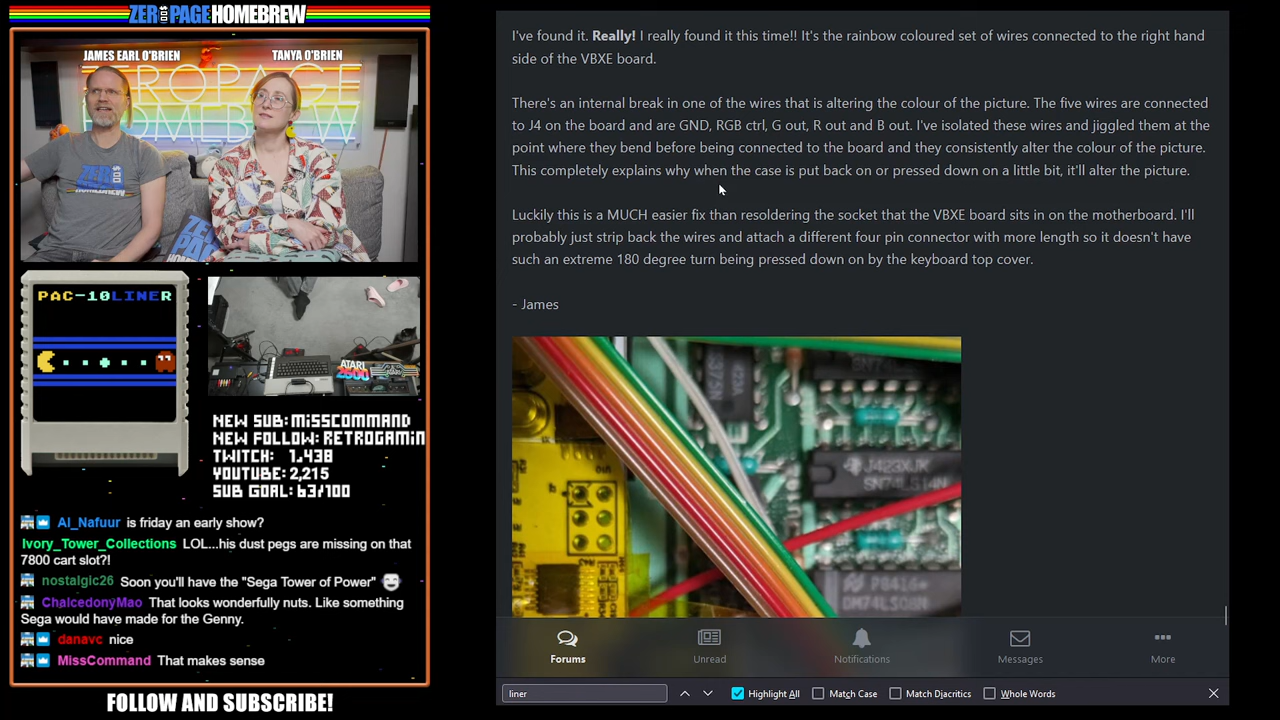 ZEROPAGE HOMEBREW
JAMES EARL O'BRIEN
TANYA O'BRIEN
ZEROPAGE
HOMEBREW
PAC-10LINER
ATARI
2600
NEW SUB: MISSCOMMAND
NEW FOLLOW: RETROGAMIN
TWITCH: 1,438
YOUTUBE: 2,215
SUB GOAL: 63/100
Al_Nafuur is friday an early show?
Ivory_Tower_Collections LOL...his dust pegs are missing on that
7800 cart slot?!
nostalgic26 Soon you'll have the "Sega Tower of Power"
ChalcedonyMao That looks wonderfully nuts. Like something
Sega would have made for the Genny.
danavc nice
MissCommand That makes sense
FOLLOW AND SUBSCRIBE!
I've found it. Really! I really found it this time!! It's the rainbow coloured set of wires connected to the right hand
side of the VBXE board.
There's an internal break in one of the wires that is altering the colour of the picture. The five wires are connected
to J4 on the board and are GND, RGB ctrl, G out, R out and B out. I've isolated these wires and jiggled them at the
point where they bend before being connected to the board and they consistently alter the colour of the picture.
This completely explains why when the case is put back on or pressed down on a little bit, it'll alter the picture.
Luckily this is a MUCH easier fix than resoldering the socket that the VBXE board sits in on the motherboard. I'll
probably just strip back the wires and attach a different four pin connector with more length so it doesn't have
such an extreme 180 degree turn being pressed down on by the keyboard top cover.
- James
J423XJK
SN74LS14N
P8414
DM74LS08N
Forums
Unread
Notifications
Messages
More
liner
Highlight All
Match Case
Match Diacritics
Whole Words